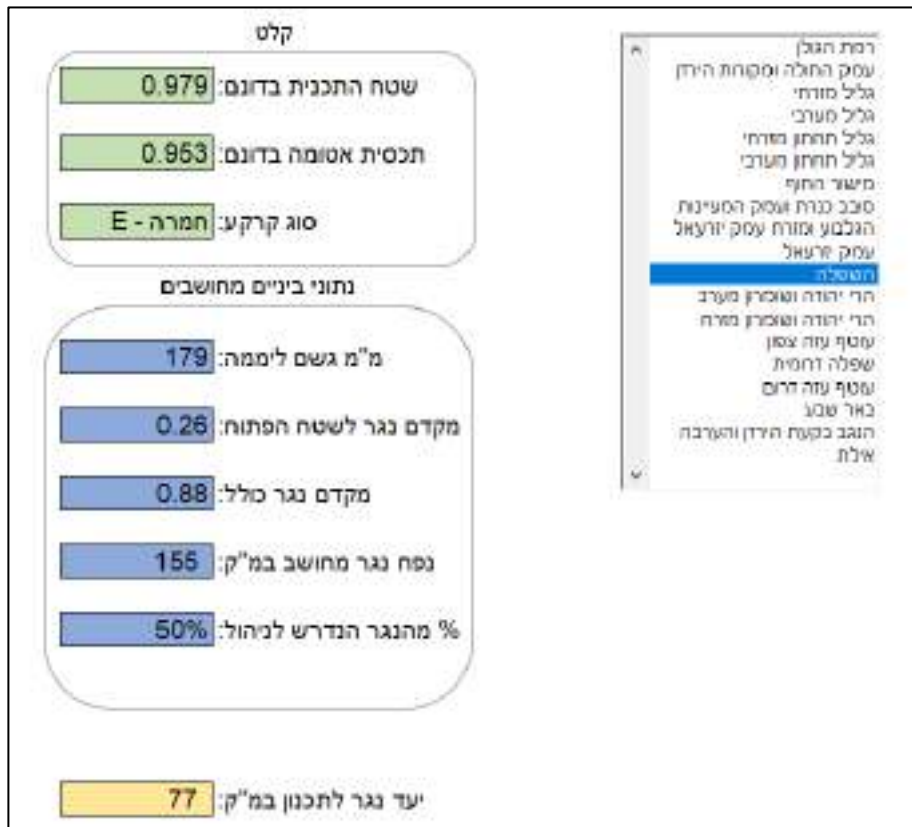 קלט
שטח התכנית בדונם: 0.979
תכסית אטומה בדונם: 0.953
סוג קרקע: חמרה - E
נתוני ביניים מחושבים
מ"מ גשם ליממה: 179
מקדם נגר לשטח הפתוח: 0.26
מקדם נגר כולל: 0.88
נפח נגר מחושב במ"ק: 155
% מהנגר הנדרש לניהול: 50%
יעד נגר לתכנון במ"ק: 77
רמת הגולן
עמק החולה ומקורות הירדן
גליל מזרחי
גליל מערבי
גליל תחתון מזרחי
גליל תחתון מערבי
מישור החוף
סובב כנרת ועמק המעיינות
הגלבוע ומזרח עמק יזרעאל
עמק יזרעאל
השפלה
הרי יהודה ושומרון מערב
הרי יהודה ושומרון מזרח
עוטף עזה צפון
שפלה דרומית
עוטף עזה דרום
באר שבע
הנגב בקעת הירדן והערבה
אילת